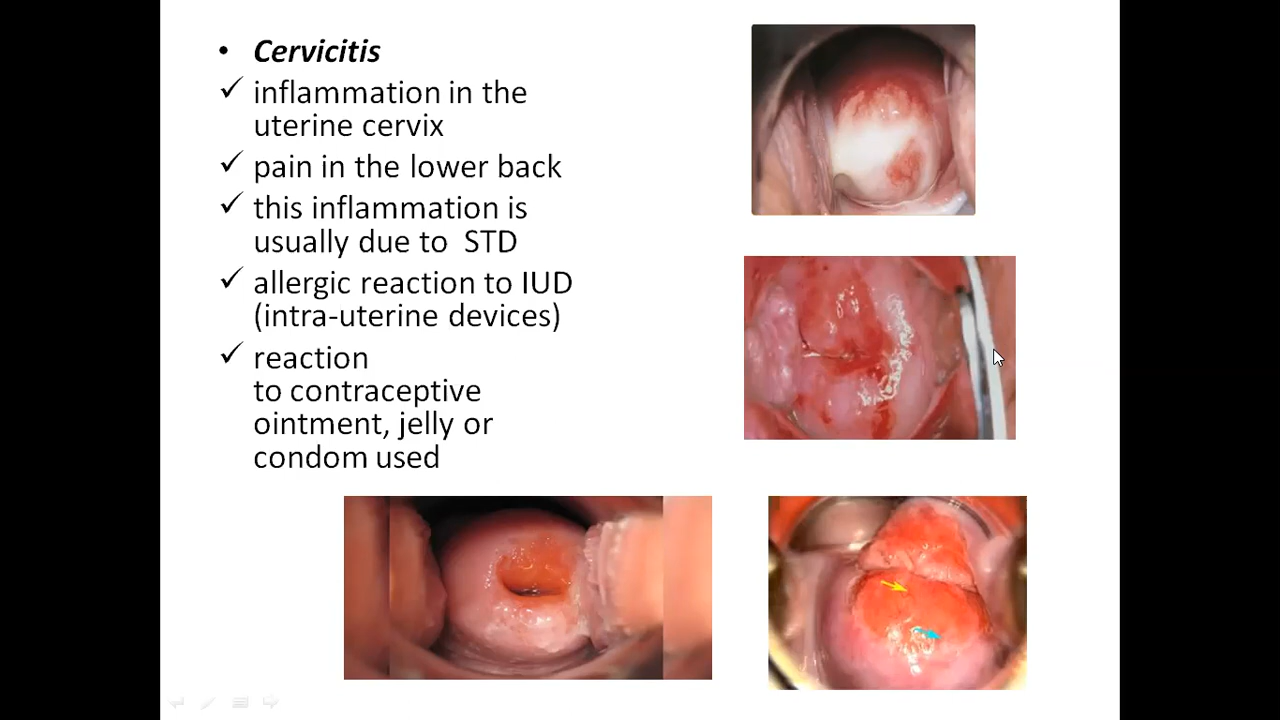 • Cervicitis
✓ inflammation in the
uterine cervix
✓ pain in the lower back
✓ this inflammation is
usually due to  STD
✓ allergic reaction to IUD
(intra-uterine devices)
✓ reaction
to contraceptive
ointment, jelly or
condom used